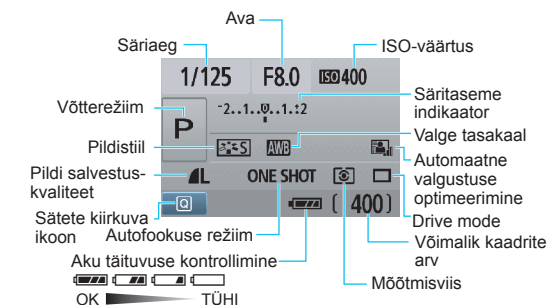 Ava
Säriaeg
ISO-väärtus
1/125 F8.0 ISO 400
Võtterežiim
-2..1..0..1.:2
Säritaseme
indikaator
P
Pildistiil
S AWB
Valge tasakaal
Pildi salvestus-
kvaliteet
L ONE SHOT
Automaatne
valgustuse
optimeerimine
Q
[ 400]
Sätete kiirkuva
ikoon
Autofookuse režiim
Drive mode
Võimalik kaadrite
arv
Aku täituvuse kontrollimine
Mõõtmisviis
OK TÜHI